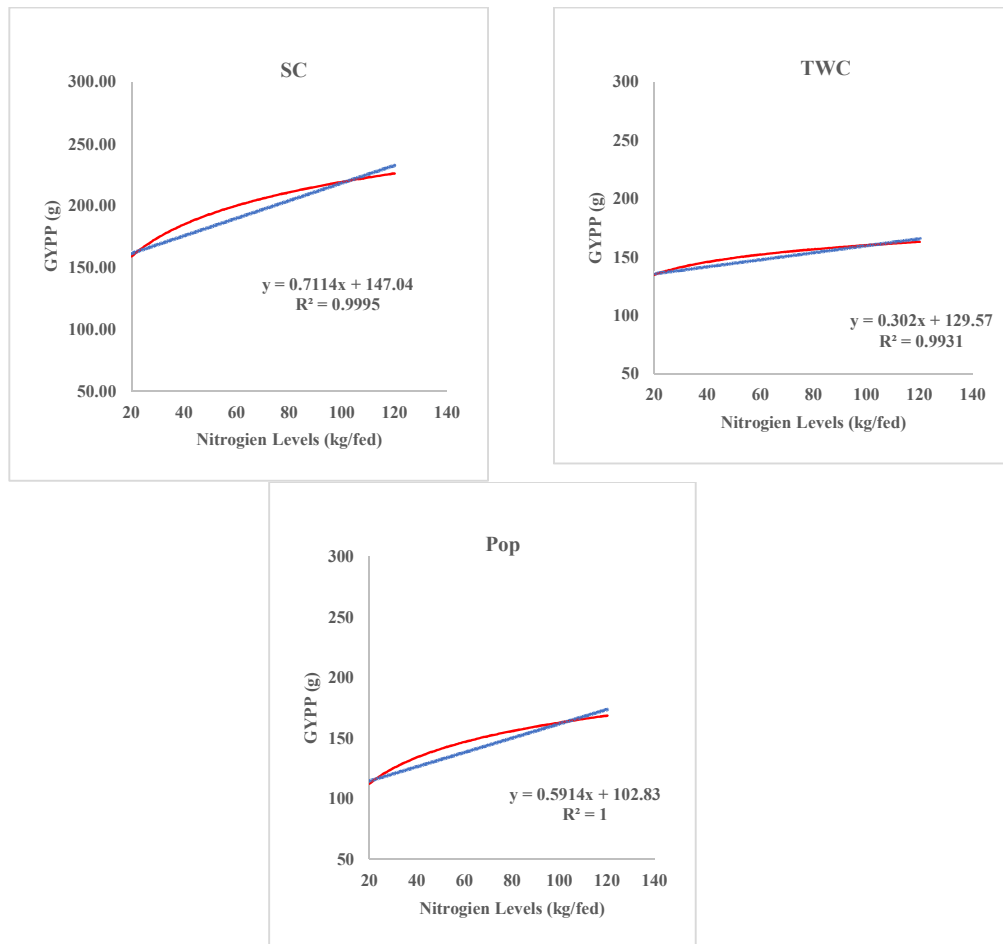 SC
300.00
250.00
200.00
150.00
100.00
50.00
GYPP (g)
y = 0.7114x + 147.04
R² = 0.9995
20 40 60 80 100 120 140
Nitrogien Levels (kg/fed)
TWC
300
250
200
150
100
50
GYPP (g)
y = 0.302x + 129.57
R² = 0.9931
20 40 60 80 100 120 140
Nitrogien Levels (kg/fed)
Pop
300
250
200
150
100
50
GYPP (g)
y = 0.5914x + 102.83
R² = 1
20 40 60 80 100 120 140
Nitrogien Levels (kg/fed)